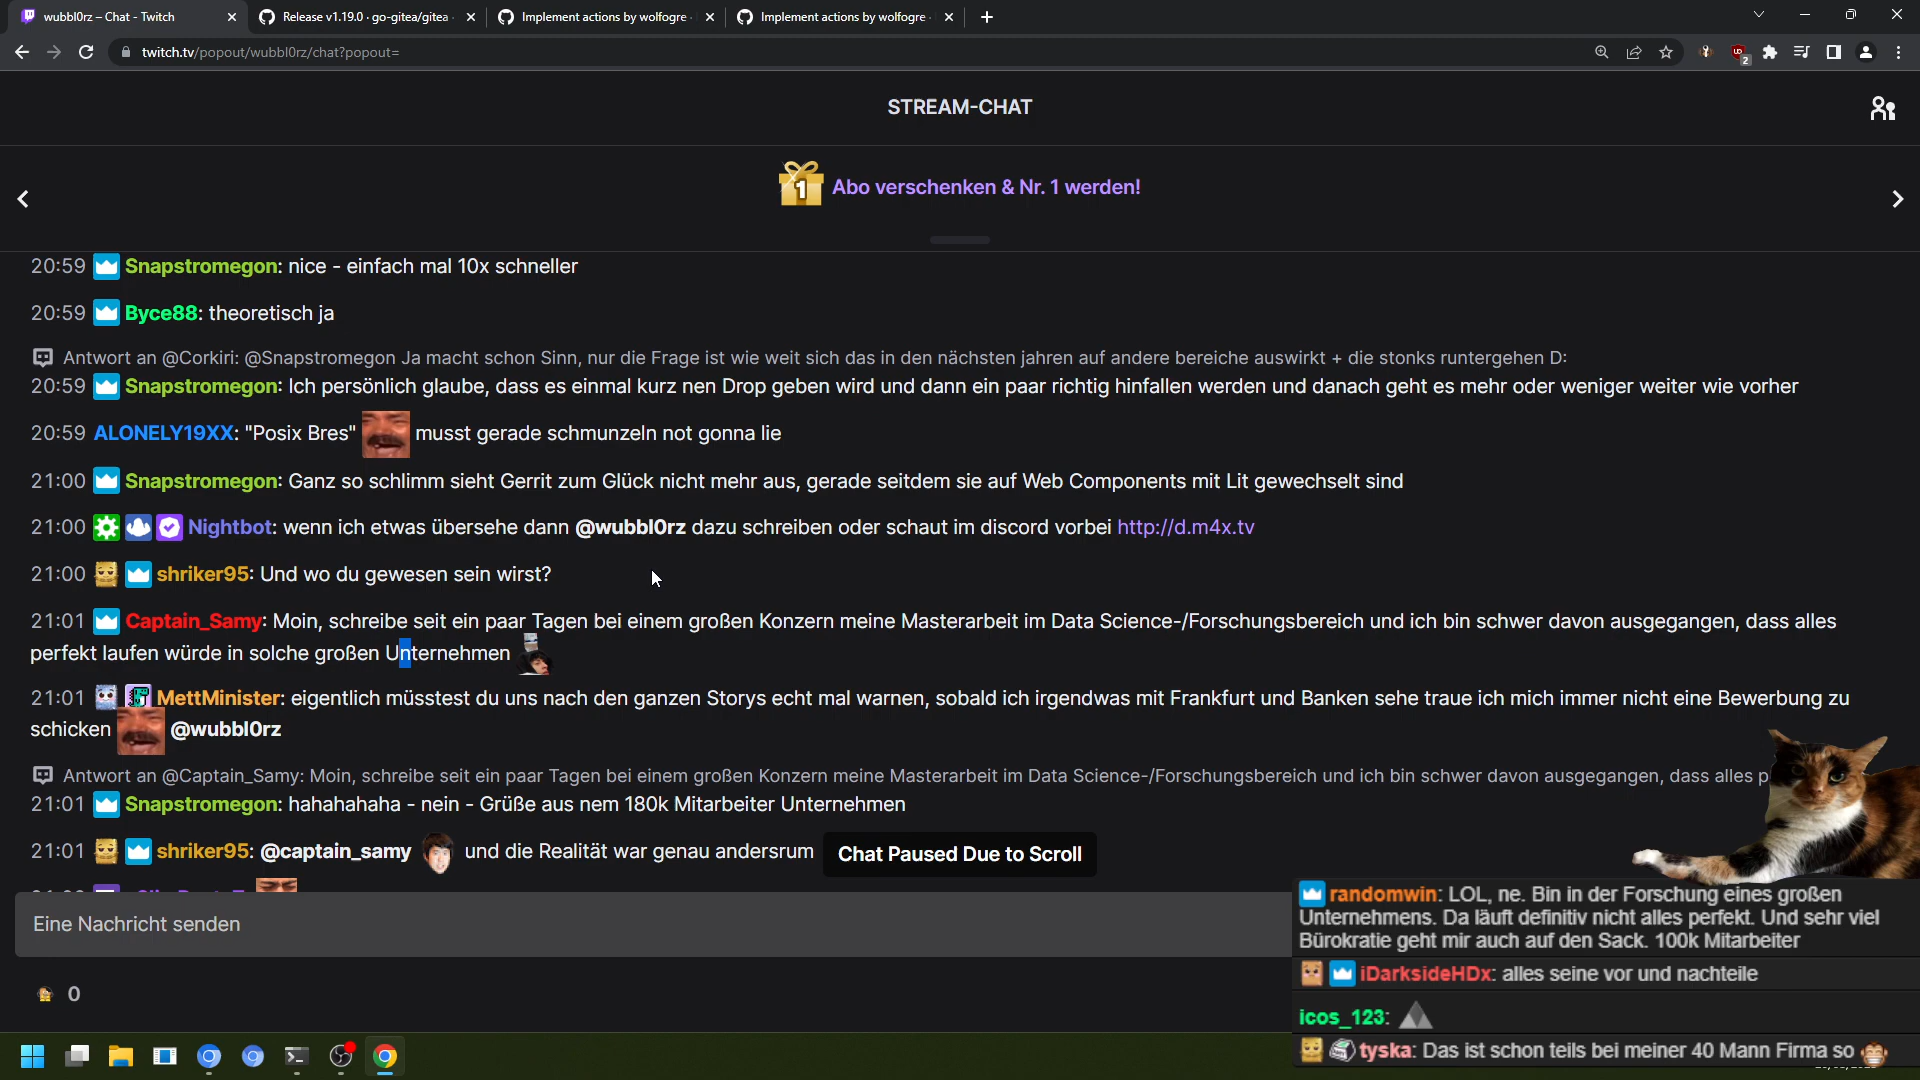 wubbl0rz – Chat - Twitch
Release v1.19.0 · go-gitea/gitea
Implement actions by wolfogre ·
Implement actions by wolfogre ·
twitch.tv/popout/wubbl0rz/chat?popout=
2
STREAM-CHAT
1 Abo verschenken & Nr. 1 werden!
20:59 Snapstromegon: nice - einfach mal 10x schneller
20:59 Byce88: theoretisch ja
Antwort an @Corkiri: @Snapstromegon Ja macht schon Sinn, nur die Frage ist wie weit sich das in den nächsten jahren auf andere bereiche auswirkt + die stonks runtergehen D:
20:59 Snapstromegon: Ich persönlich glaube, dass es einmal kurz nen Drop geben wird und dann ein paar richtig hinfallen werden und danach geht es mehr oder weniger weiter wie vorher
20:59 ALONELY19XX: "Posix Bres" musst gerade schmunzeln not gonna lie
21:00 Snapstromegon: Ganz so schlimm sieht Gerrit zum Glück nicht mehr aus, gerade seitdem sie auf Web Components mit Lit gewechselt sind
21:00 Nightbot: wenn ich etwas übersehe dann @wubbl0rz dazu schreiben oder schaut im discord vorbei http://d.m4x.tv
21:00 shriker95: Und wo du gewesen sein wirst?
21:01 Captain_Samy: Moin, schreibe seit ein paar Tagen bei einem großen Konzern meine Masterarbeit im Data Science-/Forschungsbereich und ich bin schwer davon ausgegangen, dass alles
perfekt laufen würde in solche großen Unternehmen
21:01 MettMinister: eigentlich müsstest du uns nach den ganzen Storys echt mal warnen, sobald ich irgendwas mit Frankfurt und Banken sehe traue ich mich immer nicht eine Bewerbung zu
schicken @wubbl0rz
Antwort an @Captain_Samy: Moin, schreibe seit ein paar Tagen bei einem großen Konzern meine Masterarbeit im Data Science-/Forschungsbereich und ich bin schwer davon ausgegangen, dass alles p
21:01 Snapstromegon: hahahahaha - nein - Grüße aus nem 180k Mitarbeiter Unternehmen
21:01 shriker95: @captain_samy und die Realität war genau andersrum
Chat Paused Due to Scroll
Eine Nachricht senden
0
randomwin: LOL, ne. Bin in der Forschung eines großen
Unternehmens. Da läuft definitiv nicht alles perfekt. Und sehr viel
Bürokratie geht mir auch auf den Sack. 100k Mitarbeiter
iDarksideHDx: alles seine vor und nachteile
icos_123:
tyska: Das ist schon teils bei meiner 40 Mann Firma so